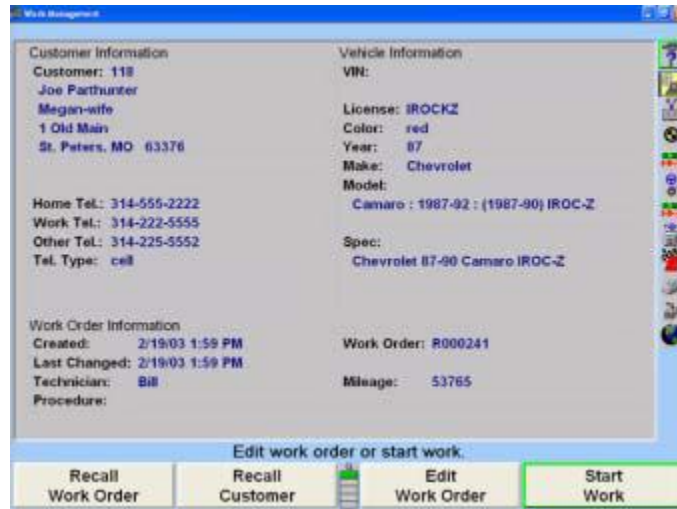 Work Management
Customer Information
Customer: 118
Joe Parthunter
Megan-wife
1 Old Main
St. Peters, MO 63376
Home Tel.: 314-555-2222
Work Tel.: 314-222-5555
Other Tel.: 314-225-5552
Tel. Type: cell
Vehicle Information
VIN:
License: IROCKZ
Color: red
Year: 87
Make: Chevrolet
Model:
Camaro : 1987-92 : (1987-90) IROC-Z
Spec:
Chevrolet 87-90 Camaro IROC-Z
Work Order Information
Created: 2/19/03 1:59 PM
Last Changed: 2/19/03 1:59 PM
Technician: Bill
Procedure:
Work Order: R000241
Mileage: 53765
Edit work order or start work.
Recall
Work Order
Recall
Customer
Edit
Work Order
Start
Work